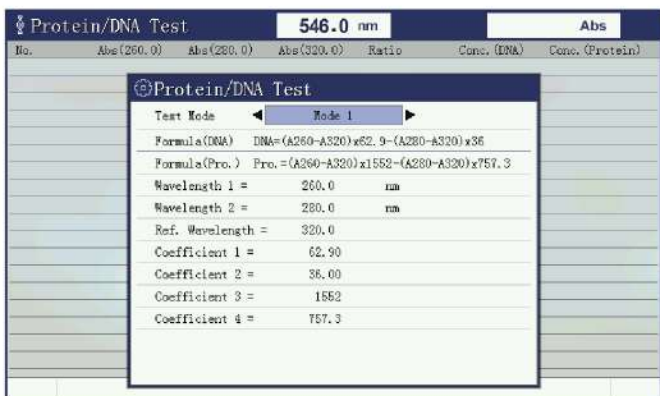 Protein/DNA Test 546.0 nm Abs
No. Abs(260.0) Abs(280.0) Abs(320.0) Ratio Conc.(DNA) Conc.(Protein)
Protein/DNA Test
Test Mode Mode 1
Formula(DNA) DNA=(A260-A320)x62.9-(A280-A320)x36
Formula(Pro.) Pro.=(A260-A320)x1552-(A280-A320)x757.3
Wavelength 1 = 260.0 nm
Wavelength 2 = 280.0 nm
Ref. Wavelength = 320.0
Coefficient 1 = 62.90
Coefficient 2 = 36.00
Coefficient 3 = 1552
Coefficient 4 = 757.3